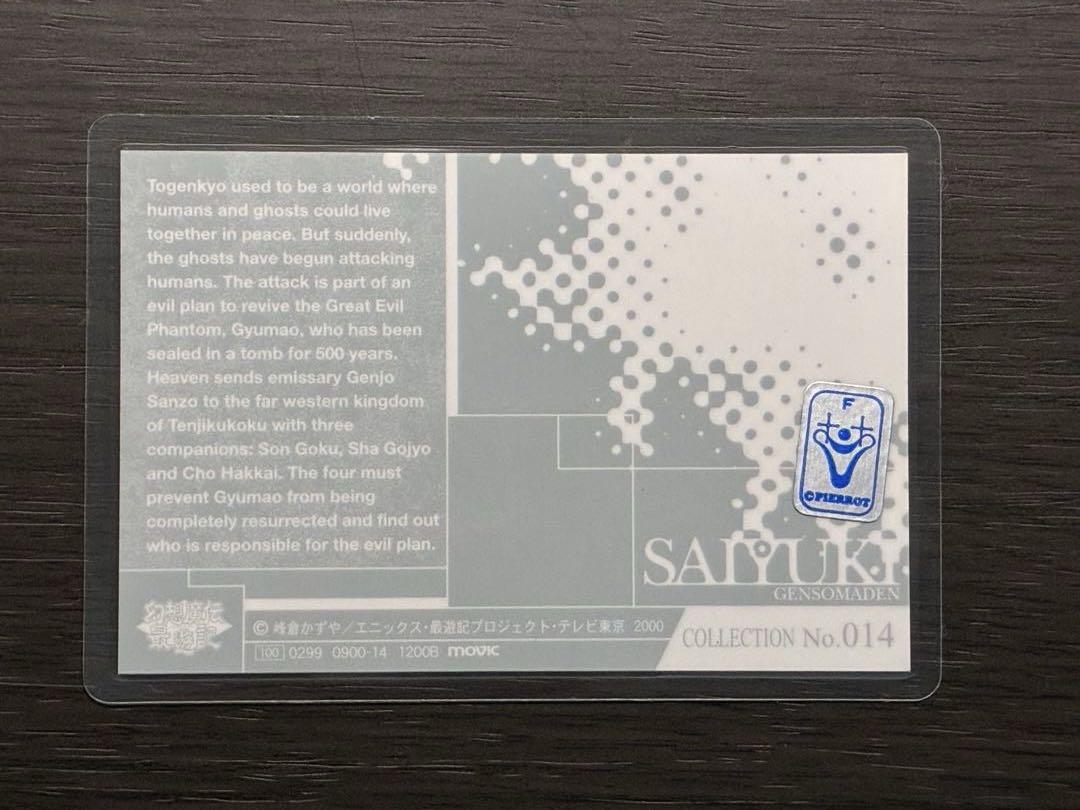 Togenkyo used to be a world where
humans and ghosts could live
together in peace. But suddenly,
the ghosts have begun attacking
humans. The attack is part of an
evil plan to revive the Great Evil
Phantom, Gyumao, who has been
sealed in a tomb for 500 years.
Heaven sends emissary Genjo
Sanzo to the far western kingdom
of Tenjikukoku with three
companions: Son Goku, Sha Gojyo
and Cho Hakkai. The four must
prevent Gyumao from being
completely resurrected and find out
who is responsible for the evil plan.
F
©PIERROT
SAIYUKI
GENSOMADEN
幻想魔伝
最遊記
© 峰倉かずや/エニックス・最遊記プロジェクト・テレビ東京 2000
100 0299 0900-14 1200B movic
COLLECTION No.014